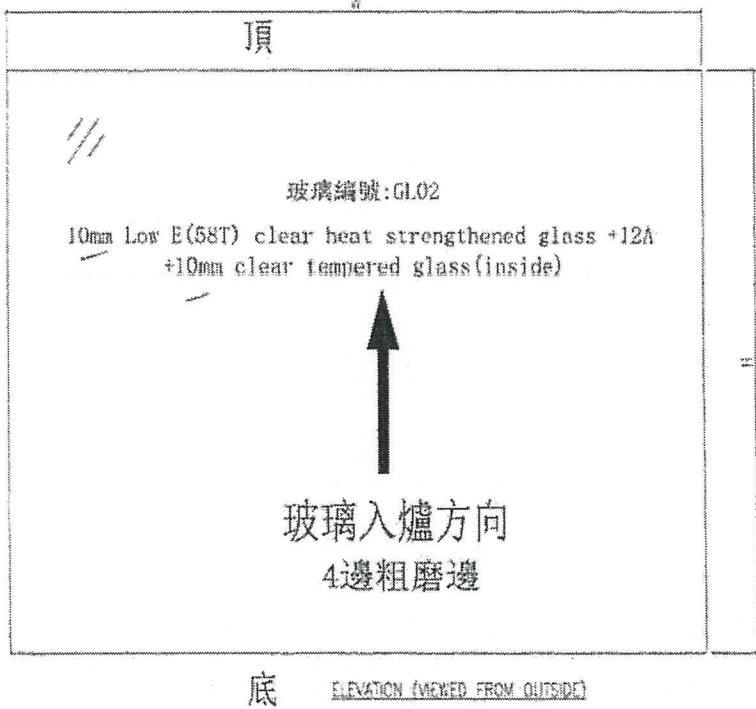 頂
玻璃編號:GL02
10mm Low E(58T) clear heat strengthened glass +12A
+10mm clear tempered glass(inside)
玻璃入爐方向
4邊粗磨邊
底 ELEVATION (VIEWED FROM OUTSIDE)